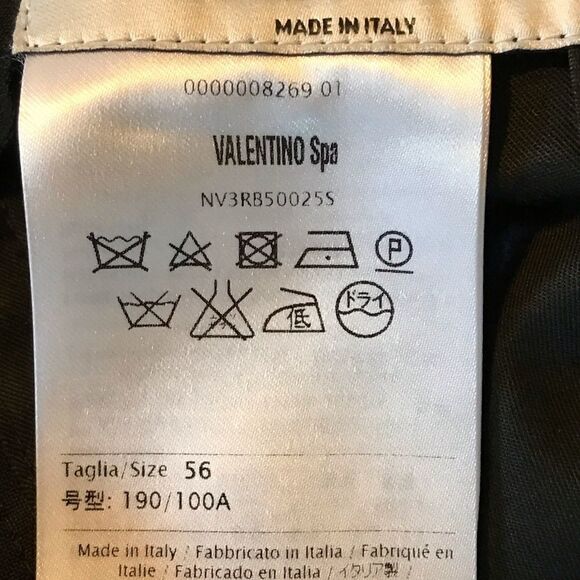 MADE IN ITALY
0000008269 01
VALENTINO Spa
NV3RB50025S
P
低 ドライ
Taglia/Size 56
号型: 190/100A
Made in Italy / Fabbricato in Italia / Fabriqué en
Italie / Fabricado en Italia / イタリア製 /